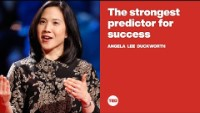 The strongest
predictor for
success
ANGELA LEE DUCKWORTH
TED